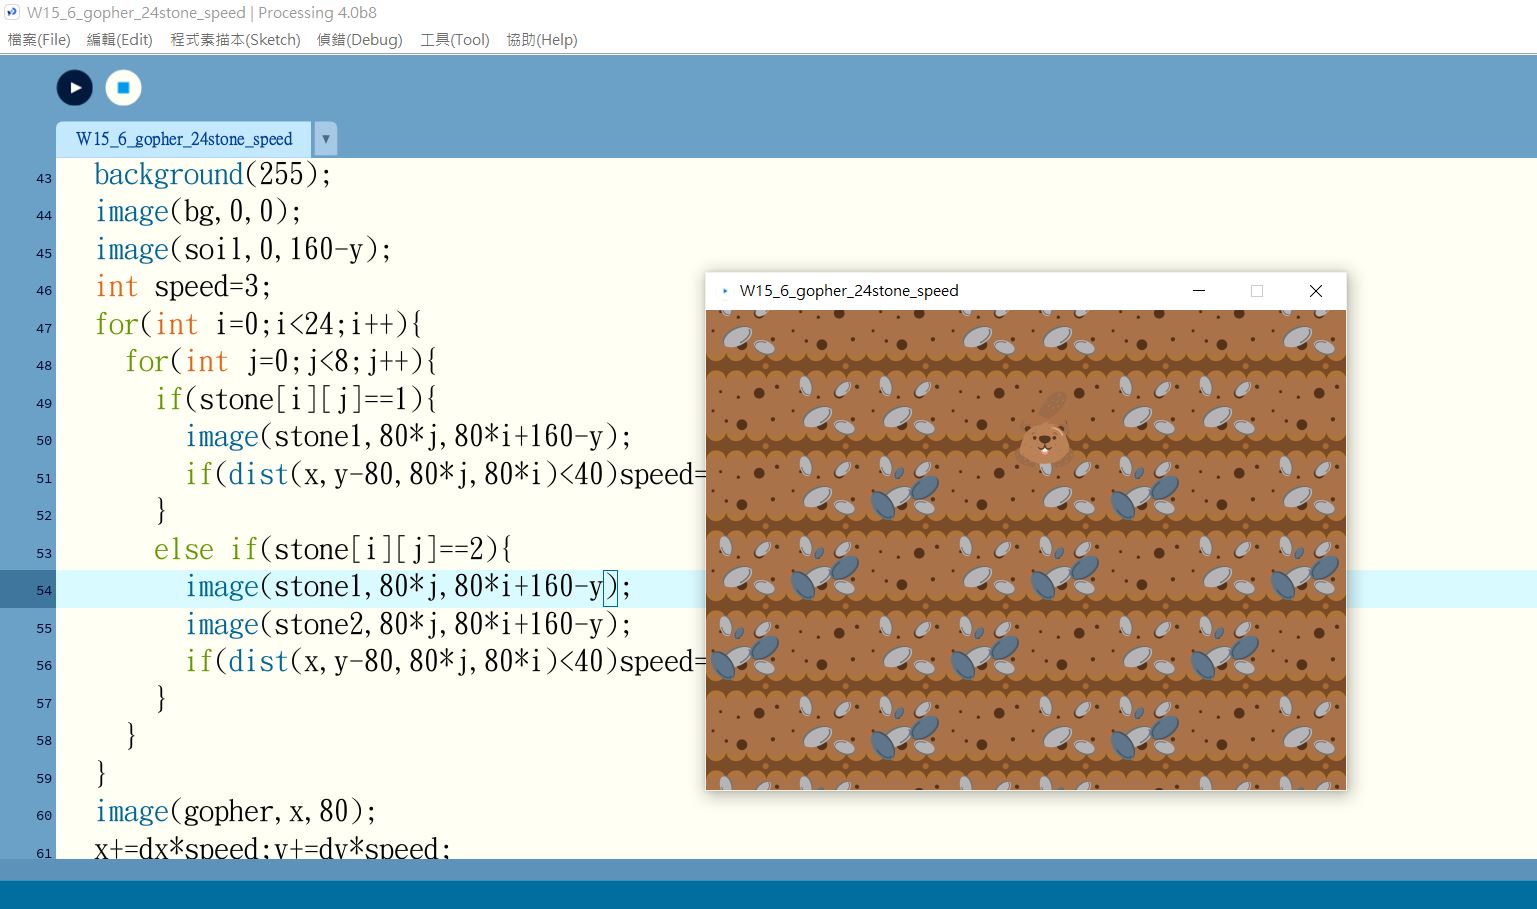 W15_6_gopher_24stone_speed | Processing 4.0b8
檔案(File) 編輯(Edit) 程式素描本(Sketch) 偵錯(Debug) 工具(Tool) 協助(Help)
W15_6_gopher_24stone_speed
43 background(255);
44 image(bg,0,0);
45 image(soil,0,160-y);
46 int speed=3;
47 for(int i=0;i<24;i++){
48 for(int j=0;j<8;j++){
49 if(stone[i][j]==1){
50 image(stone1,80*j,80*i+160-y);
51 if(dist(x,y-80,80*j,80*i)<40)speed=
52 }
53 else if(stone[i][j]==2){
54 image(stone1,80*j,80*i+160-y);
55 image(stone2,80*j,80*i+160-y);
56 if(dist(x,y-80,80*j,80*i)<40)speed=
57 }
58 }
59 }
60 image(gopher,x,80);
61 x+=dx*speed;y+=dy*speed;
W15_6_gopher_24stone_speed